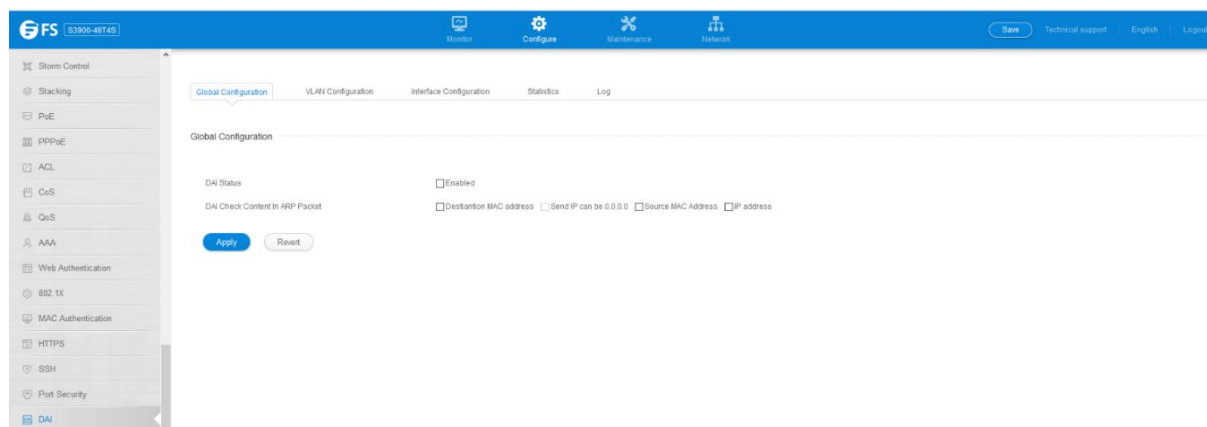 FS S3900-48T4S
Monitor Configure Maintenance Network
Save Technical support English Logout
Storm Control
Stacking
PoE
PPPoE
ACL
CoS
QoS
AAA
Web Authentication
802.1X
MAC Authentication
HTTPS
SSH
Port Security
DAI
Global Configuration VLAN Configuration Interface Configuration Statistics Log
Global Configuration
DAI Status Enabled
DAI Check Content In ARP Packet Destiantion MAC address Send IP can be 0.0.0.0 Source MAC Address IP address
Apply Revert